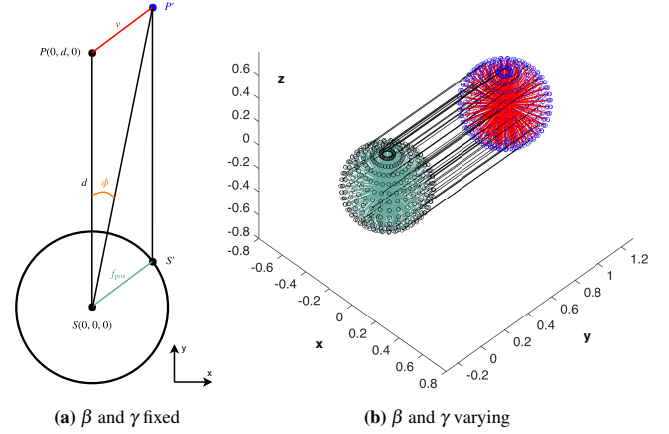 P′
v
P(0, d, 0)
d
ϕ
S′
f_pos
S(0, 0, 0)
y
x
(a) β and γ fixed
z
0.6
0.4
0.2
0
-0.2
-0.4
-0.6
-0.8
-0.8
-0.6
-0.4
-0.2
0
0.2
0.4
0.6
0.8
x
-0.2
0
0.2
0.4
0.6
0.8
1
1.2
y
(b) β and γ varying